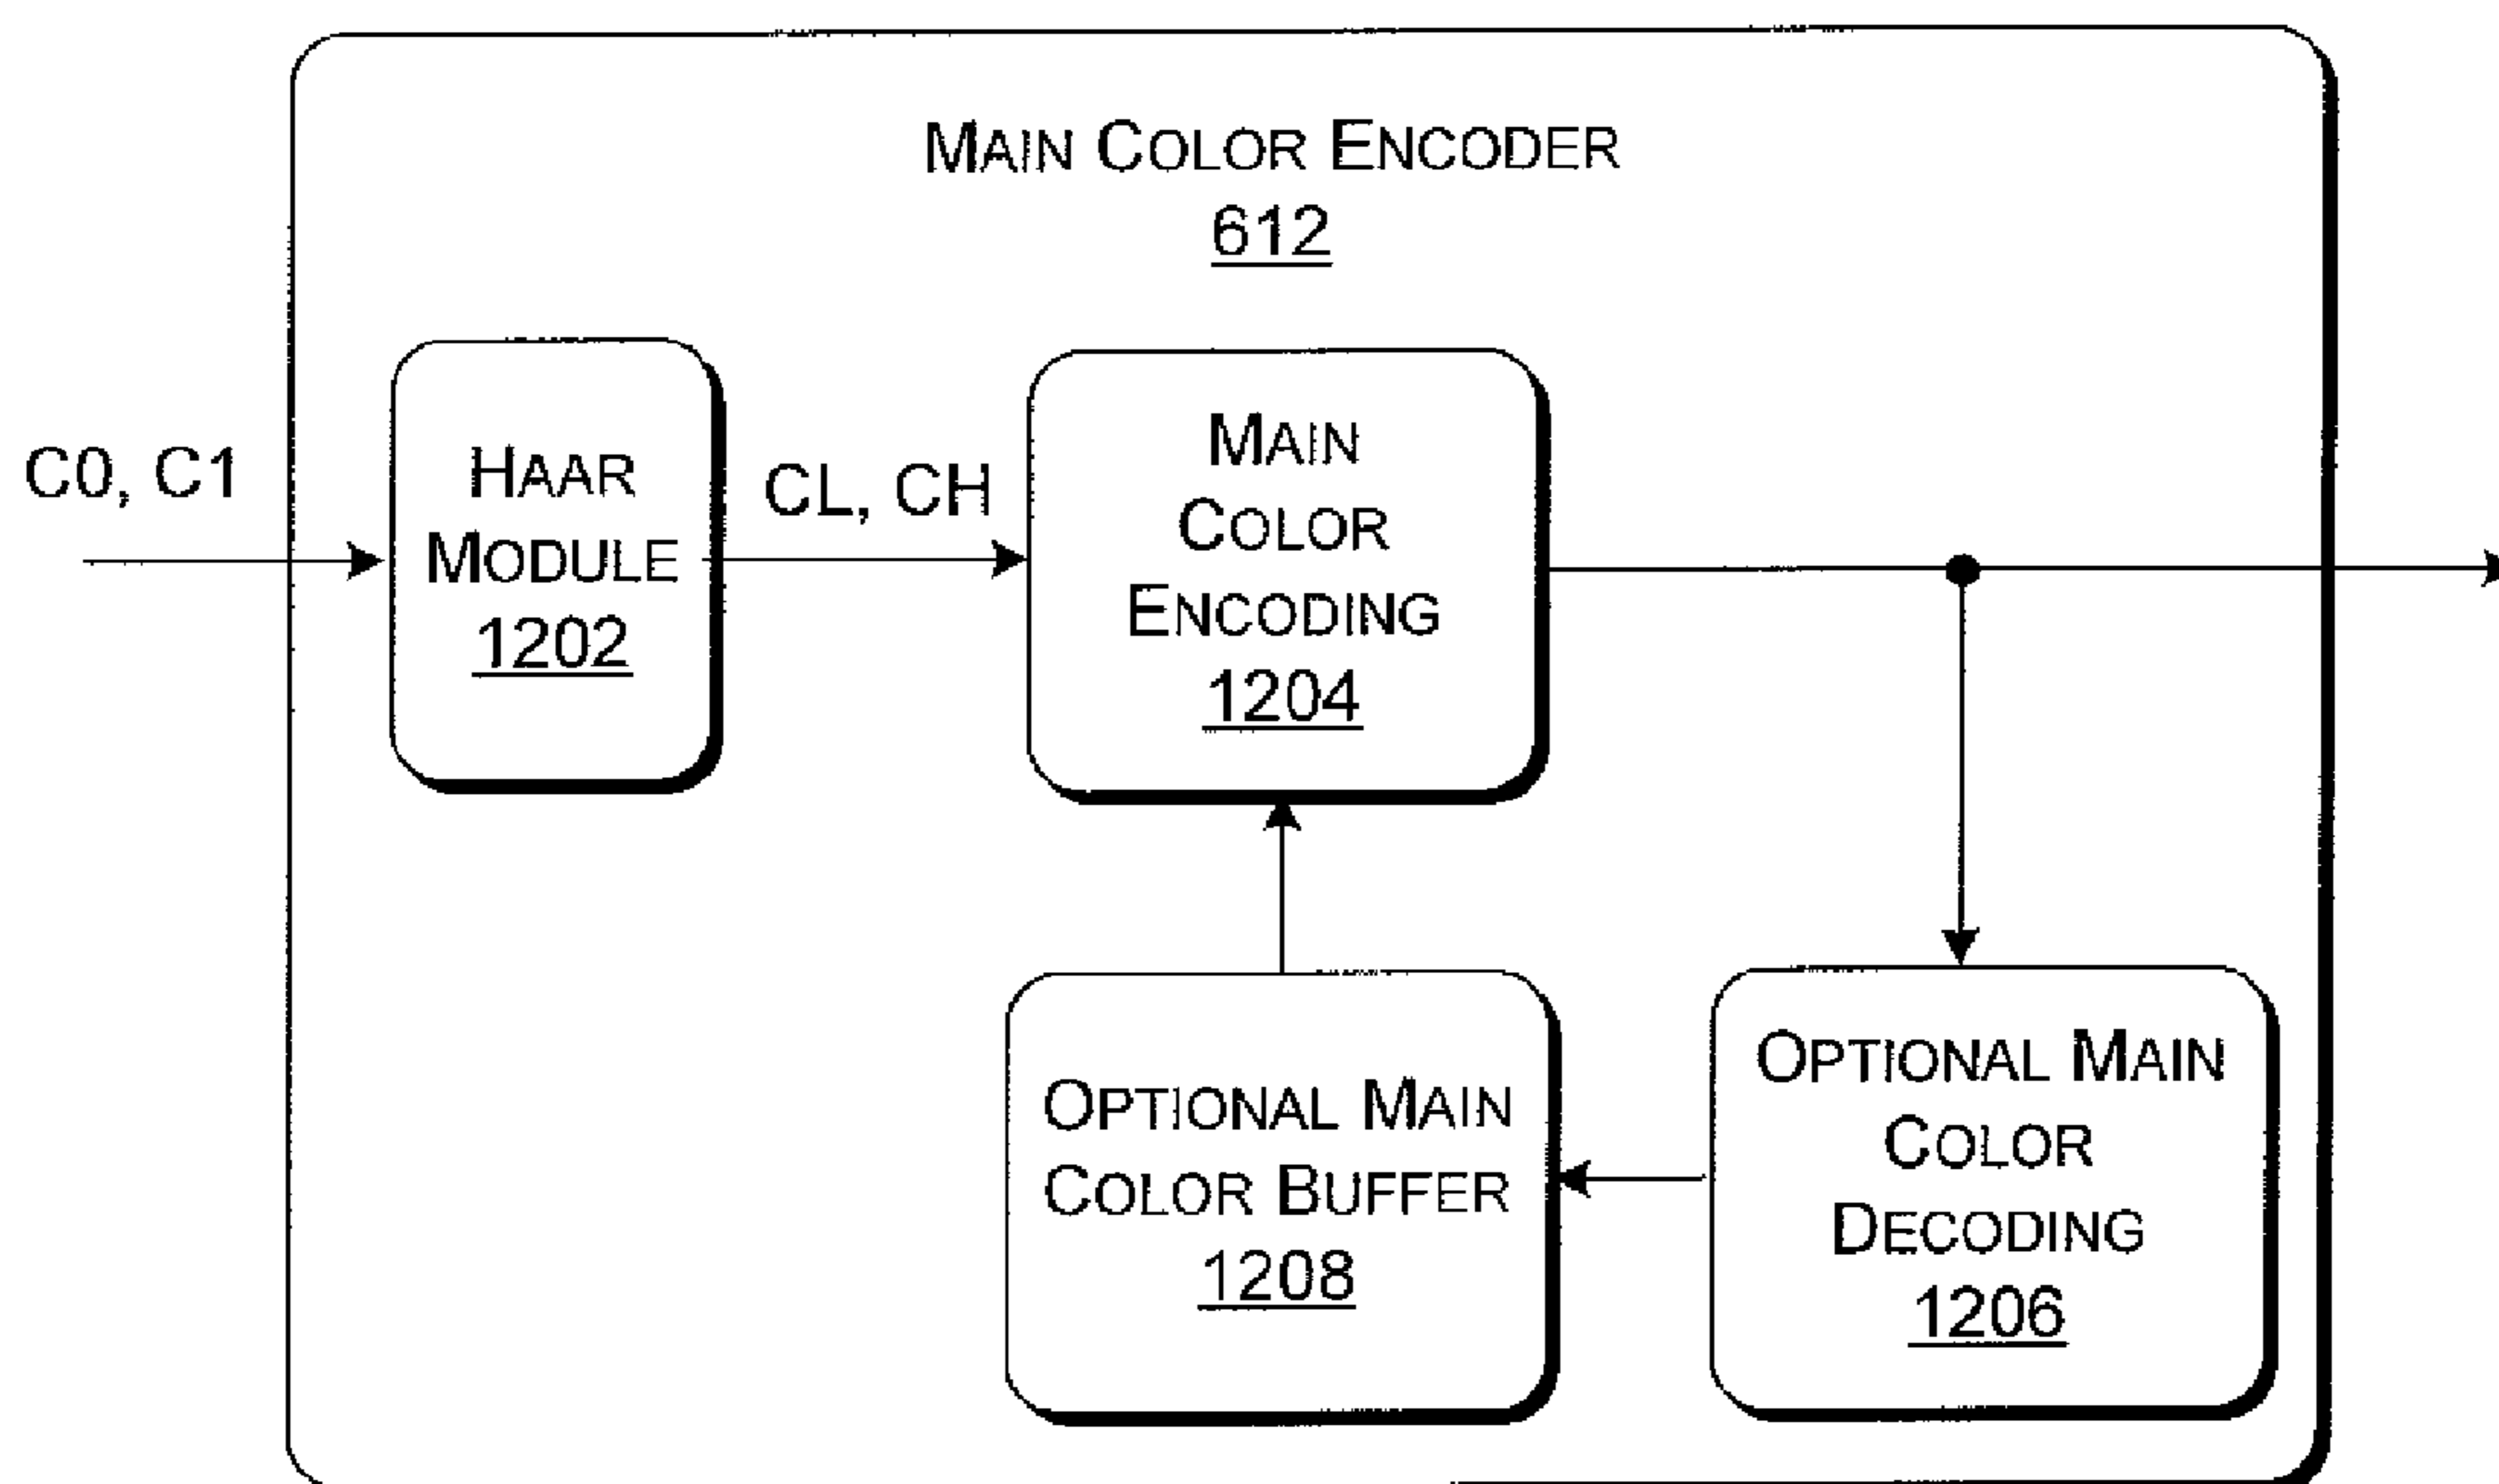 MAIN COLOR ENCODER
612
C0, C1
HAAR
MODULE
1202
CL, CH
MAIN
COLOR
ENCODING
1204
OPTIONAL MAIN
COLOR BUFFER
1208
OPTIONAL MAIN
COLOR
DECODING
1206